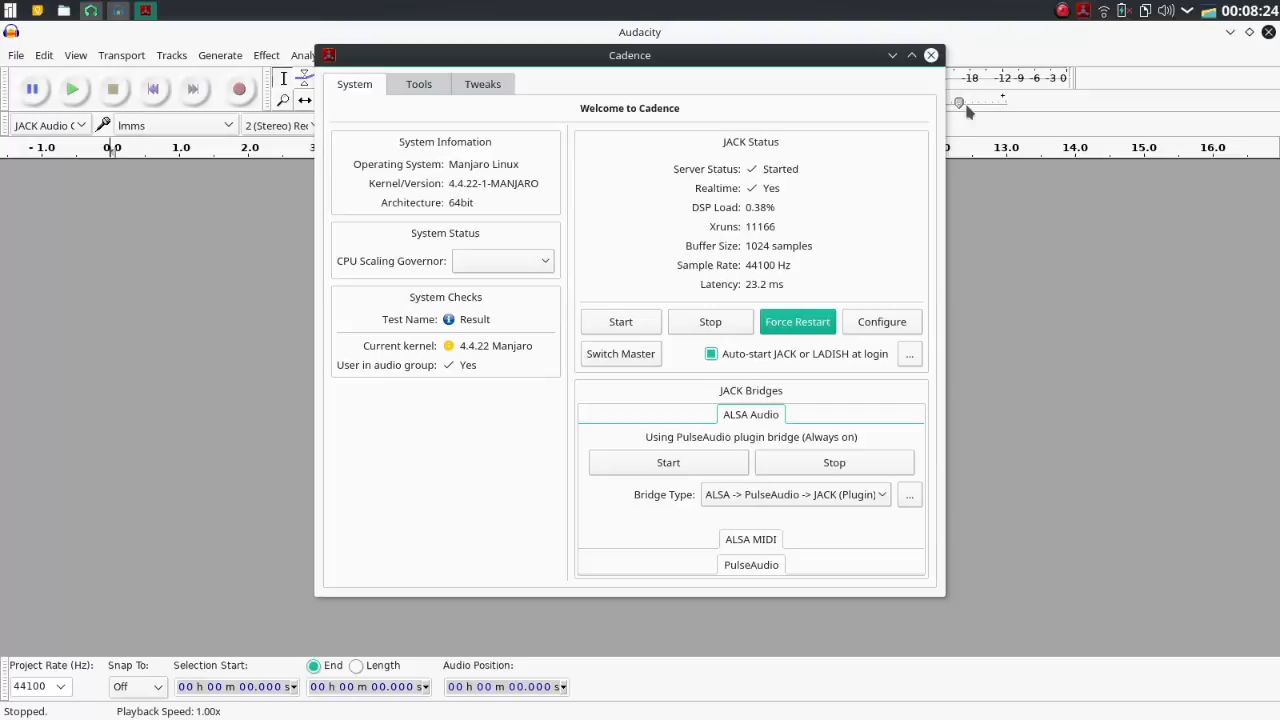 00:08:24
Audacity
File Edit View Transport Tracks Generate Effect
Cadence
System Tools Tweaks
-18 -12 -9 -6 -3 0
JACK Audio lmms 2 (Stereo)
Welcome to Cadence
- 1.0 0.0 1.0 2.0 13.0 14.0 15.0 16.0
System Infomation
Operating System: Manjaro Linux
Kernel/Version: 4.4.22-1-MANJARO
Architecture: 64bit
System Status
CPU Scaling Governor:
System Checks
Test Name: Result
Current kernel: 4.4.22 Manjaro
User in audio group: Yes
JACK Status
Server Status: Started
Realtime: Yes
DSP Load: 0.38%
Xruns: 11166
Buffer Size: 1024 samples
Sample Rate: 44100 Hz
Latency: 23.2 ms
Start Stop Force Restart Configure
Switch Master Auto-start JACK or LADISH at login ...
JACK Bridges
ALSA Audio
Using PulseAudio plugin bridge (Always on)
Start Stop
Bridge Type: ALSA -> PulseAudio -> JACK (Plugin) ...
ALSA MIDI
PulseAudio
Project Rate (Hz): Snap To: Selection Start: End Length Audio Position:
44100 Off 00 h 00 m 00.000 s 00 h 00 m 00.000 s 00 h 00 m 00.000 s
Stopped. Playback Speed: 1.00x